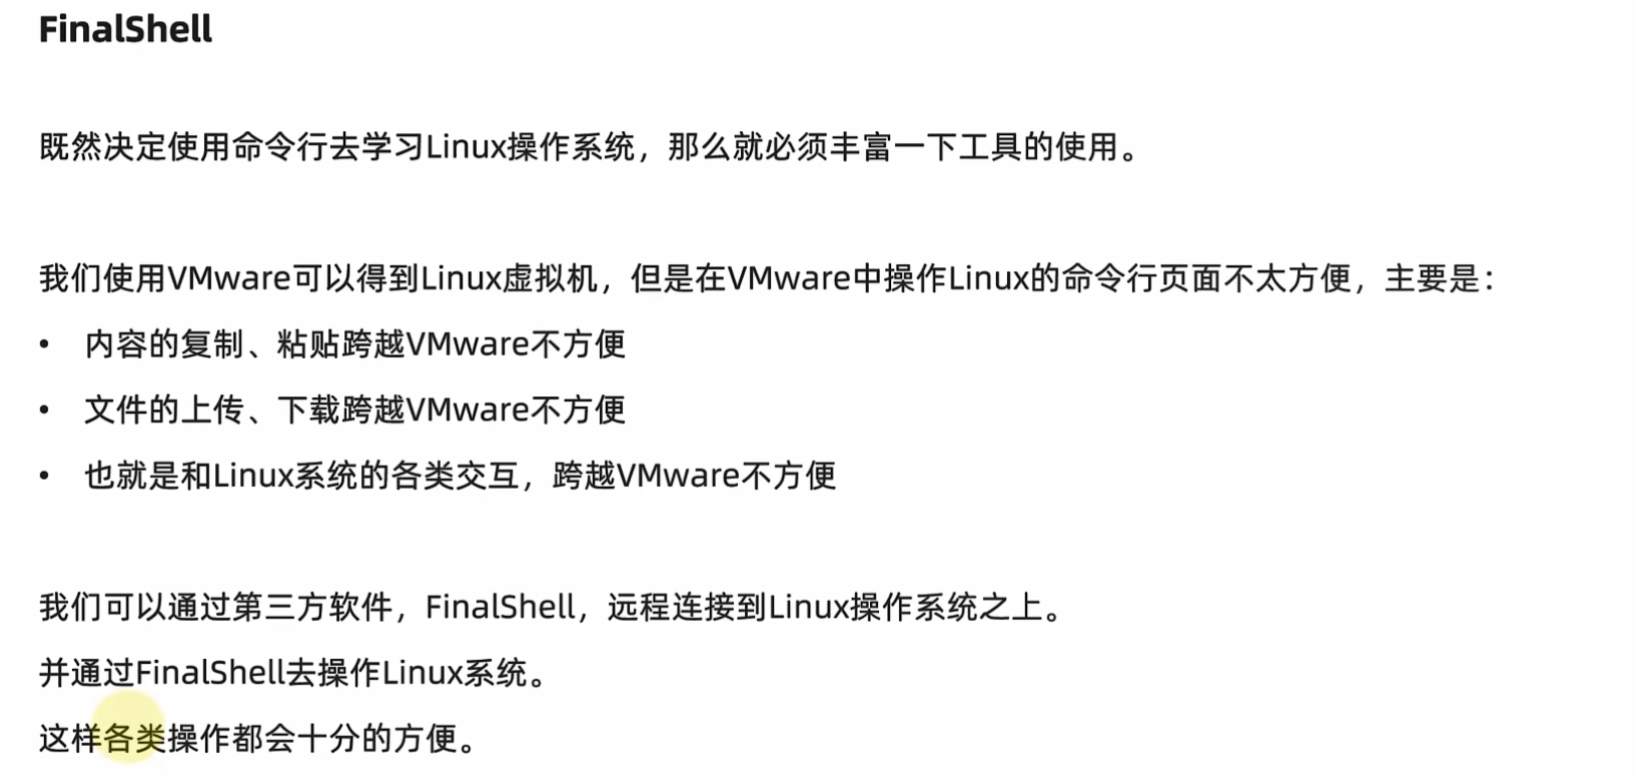 FinalShell
既然决定使用命令行去学习Linux操作系统，那么就必须丰富一下工具的使用。
我们使用VMware可以得到Linux虚拟机，但是在VMware中操作Linux的命令行页面不太方便，主要是：
• 内容的复制、粘贴跨越VMware不方便
• 文件的上传、下载跨越VMware不方便
• 也就是和Linux系统的各类交互，跨越VMware不方便
我们可以通过第三方软件，FinalShell，远程连接到Linux操作系统之上。
并通过FinalShell去操作Linux系统。
这样各类操作都会十分的方便。